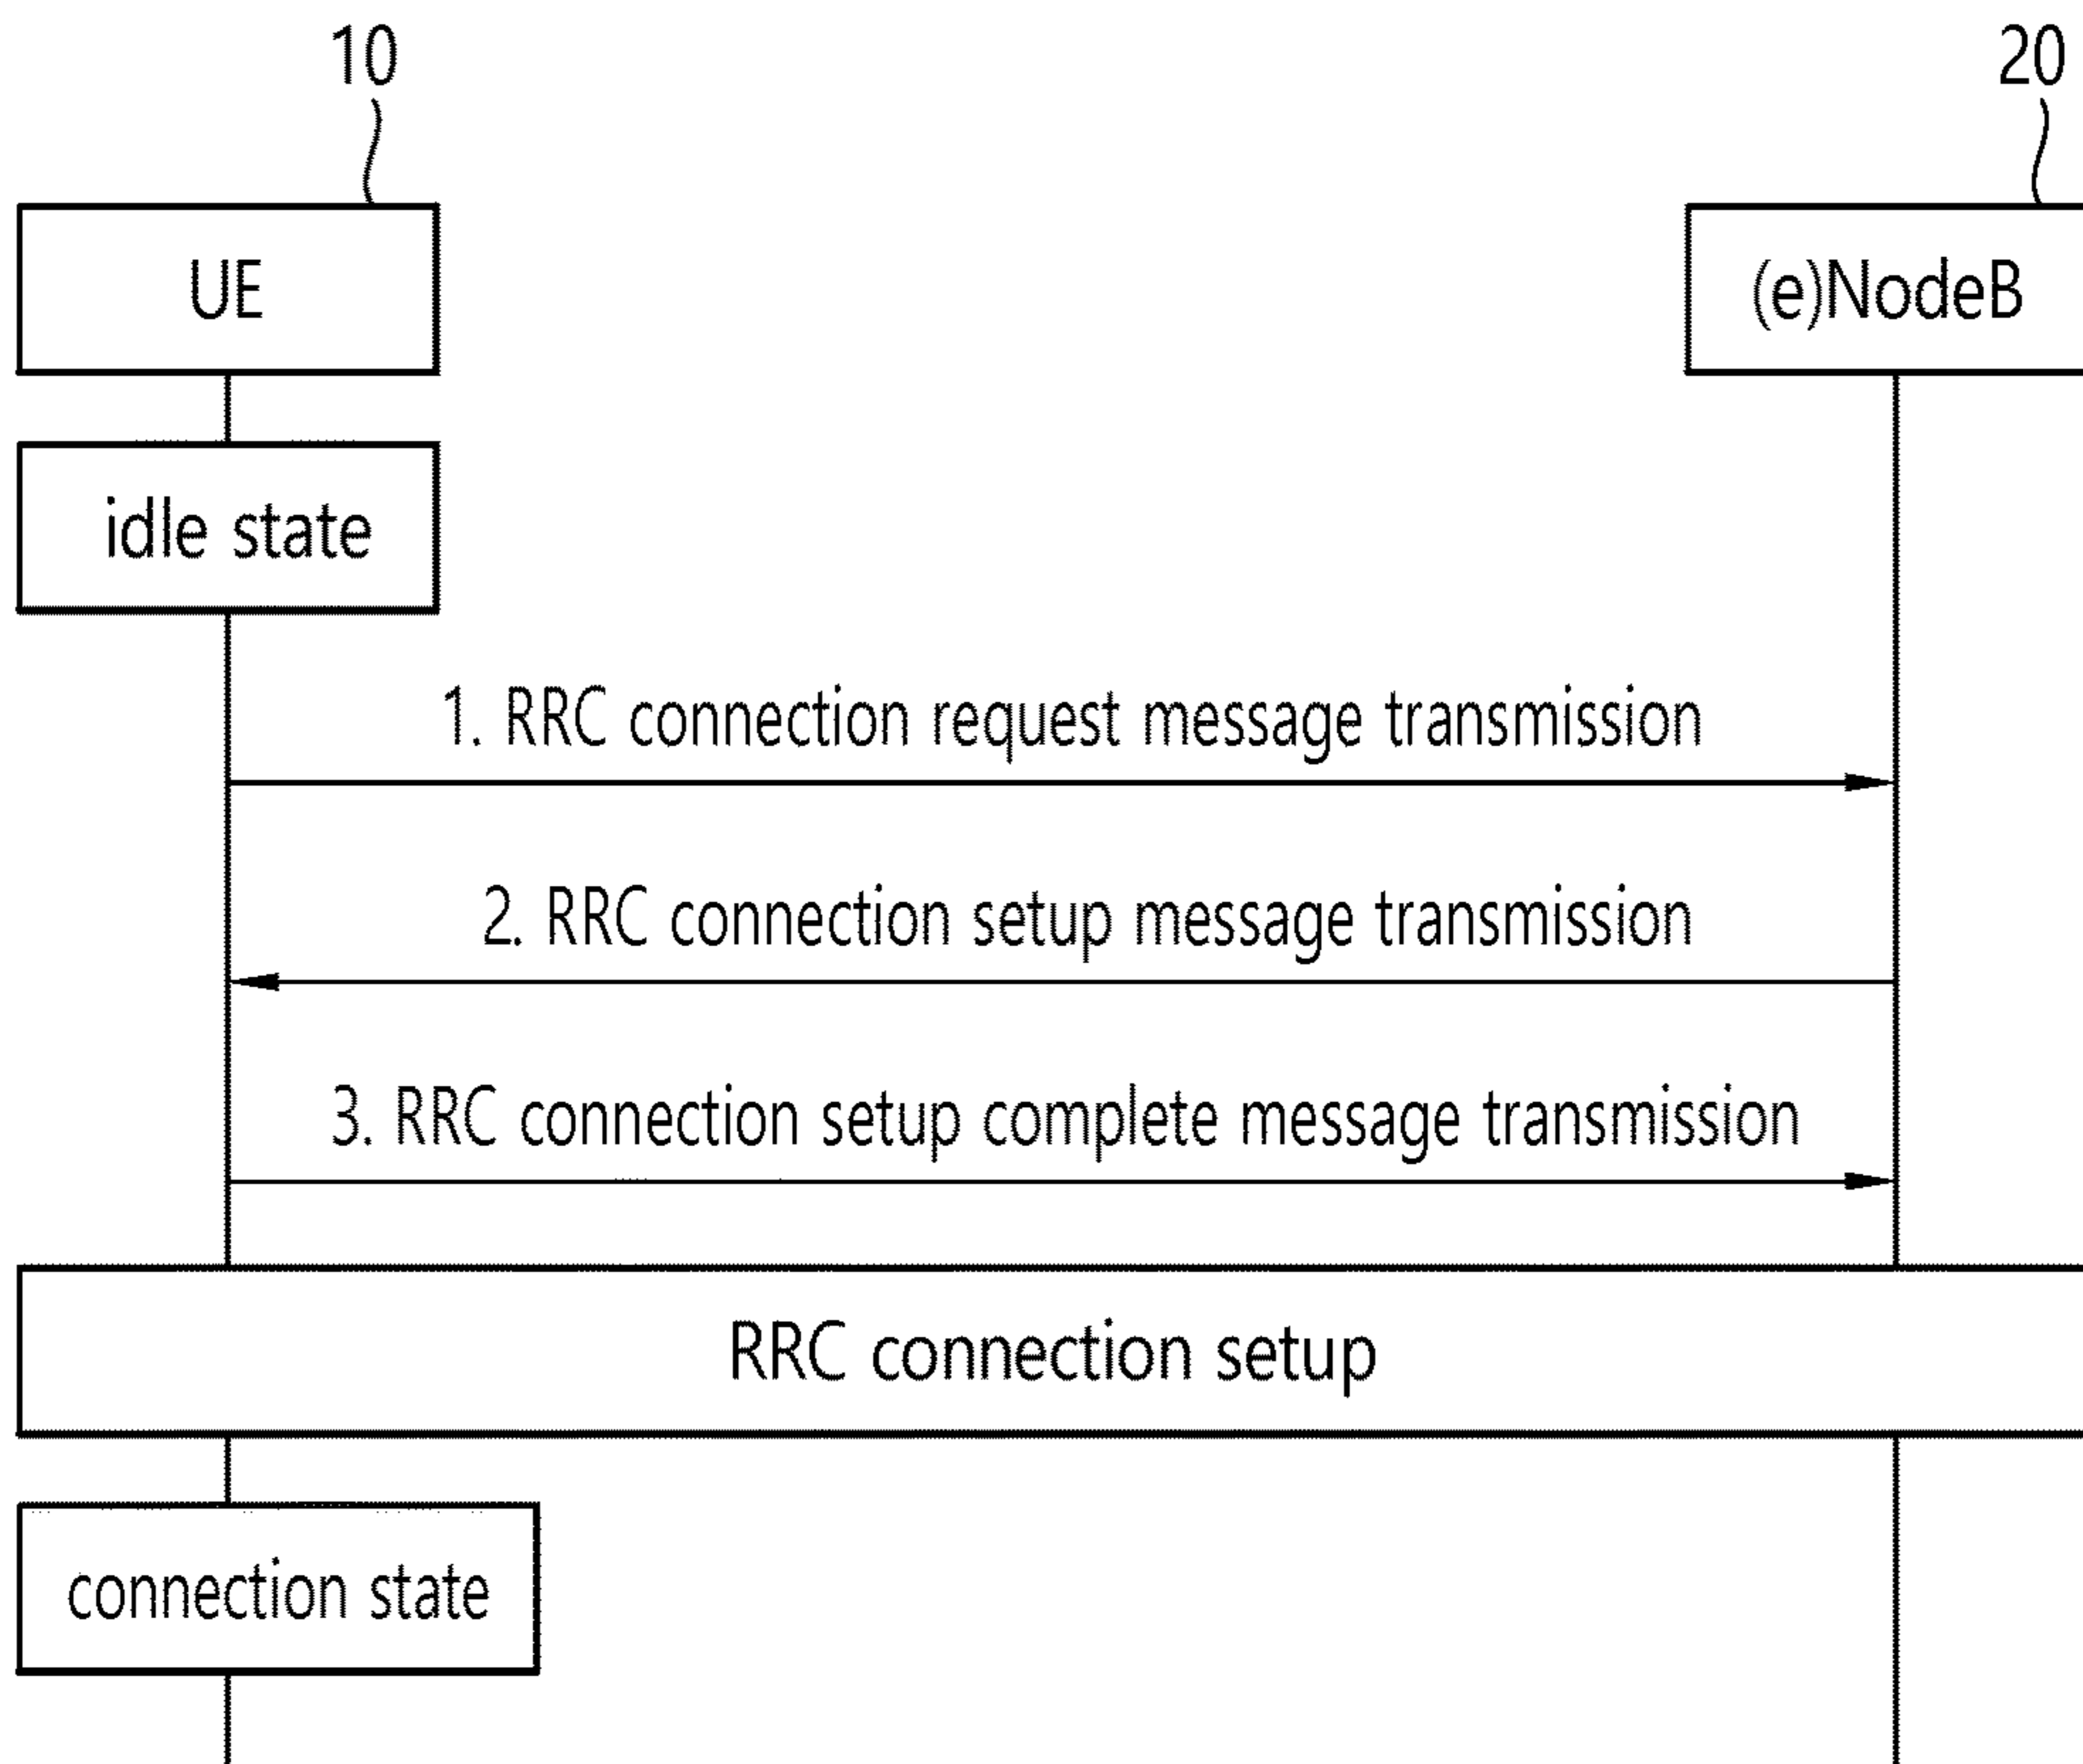 10
20
UE
(e)NodeB
idle state
1. RRC connection request message transmission
2. RRC connection setup message transmission
3. RRC connection setup complete message transmission
RRC connection setup
connection state